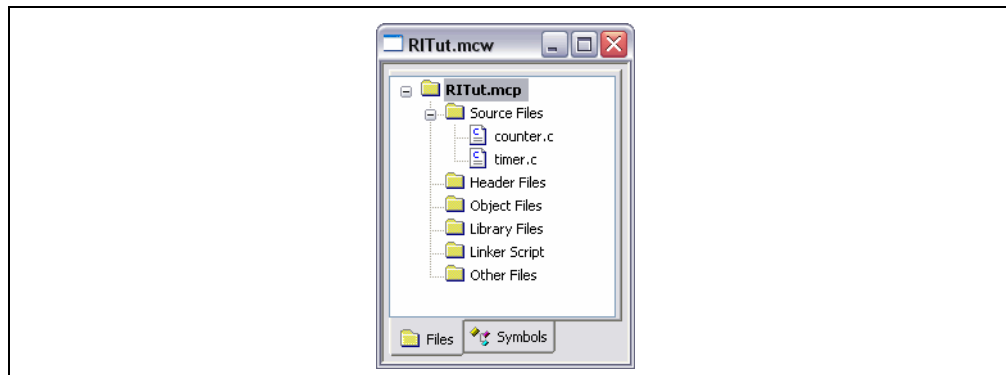 RITut.mcw
RITut.mcp
Source Files
counter.c
timer.c
Header Files
Object Files
Library Files
Linker Script
Other Files
Files
Symbols